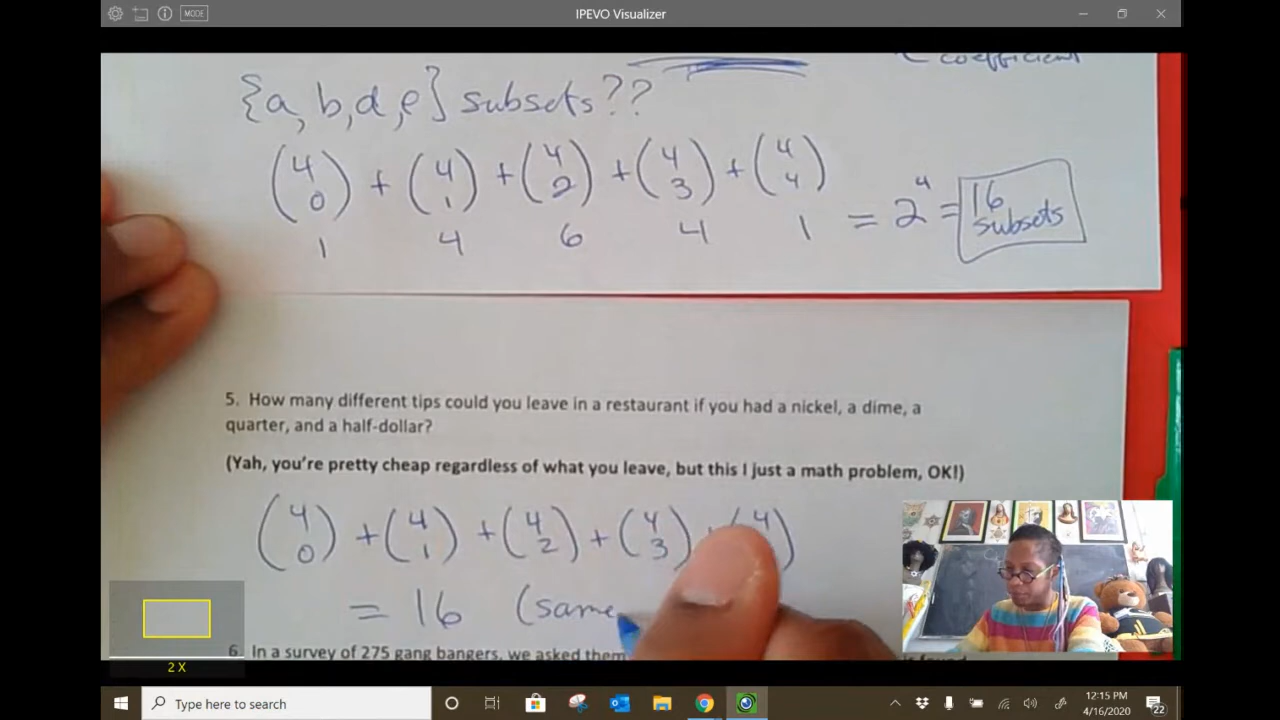 IPEVO Visualizer
MODE
coefficient
{a, b, d, e} subsets??
(4 0) + (4 1) + (4 2) + (4 3) + (4 4) = 2^4 = 16 subsets
1 4 6 4 1
5. How many different tips could you leave in a restaurant if you had a nickel, a dime, a
quarter, and a half-dollar?
(Yah, you're pretty cheap regardless of what you leave, but this I just a math problem, OK!)
(4 0) + (4 1) + (4 2) + (4 3) + (4
= 16 (same
6. In a survey of 275 gang bangers, we asked them
2 X
Type here to search
12:15 PM
4/16/2020
22